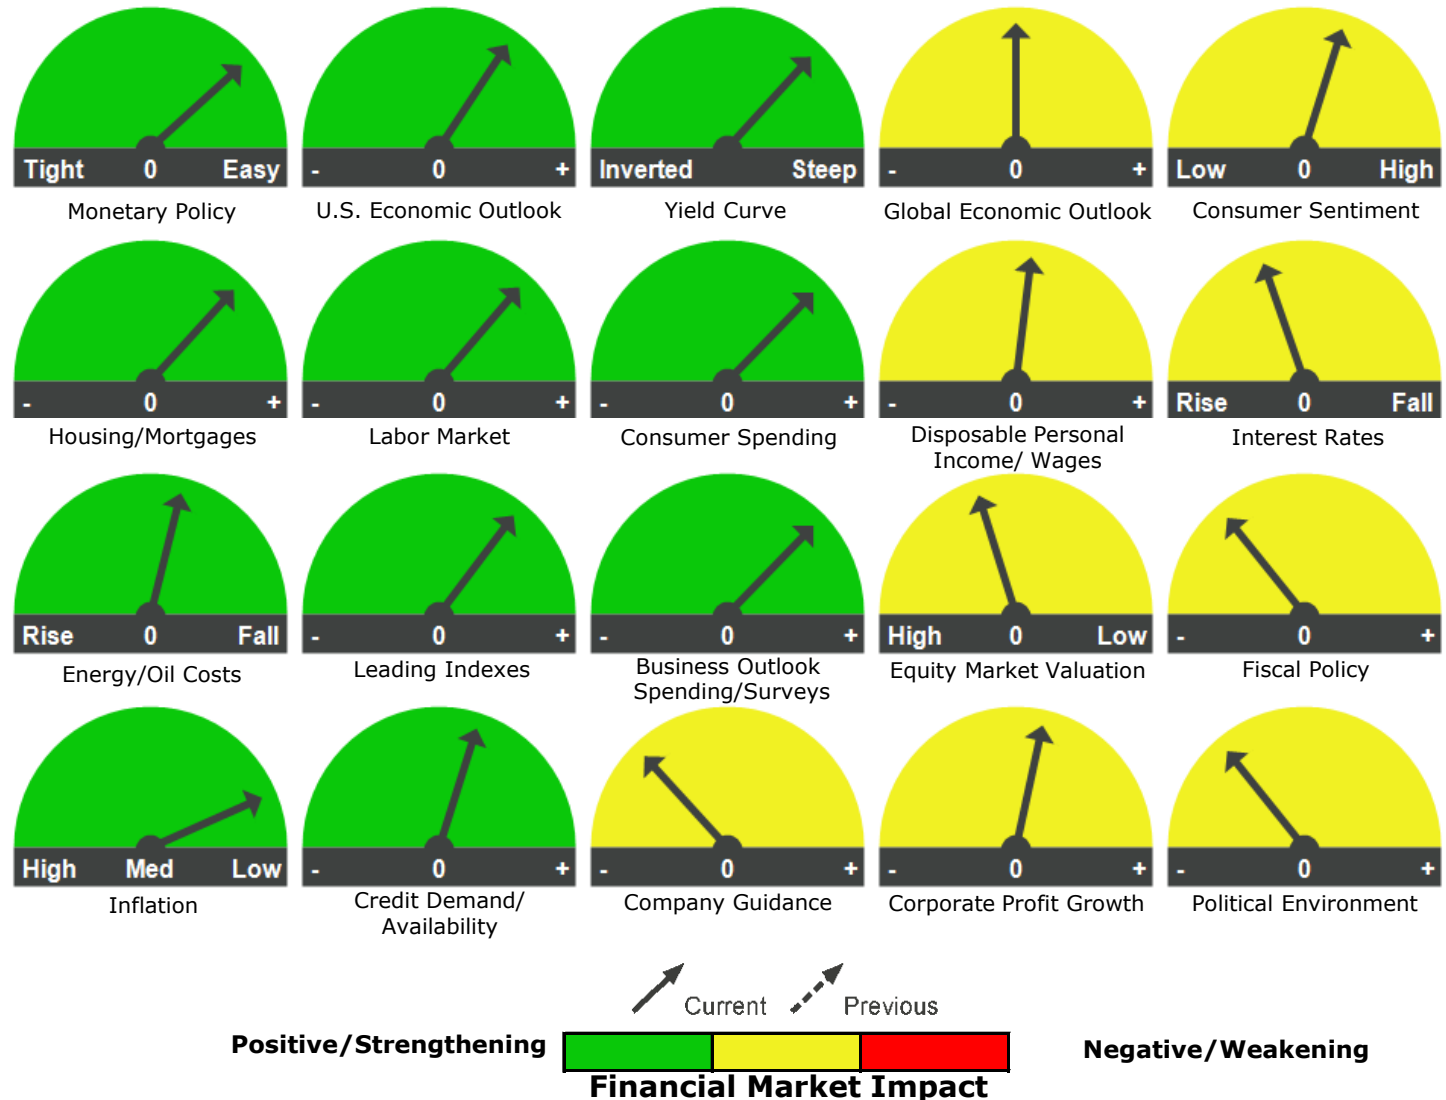 Tight 0 Easy
- 0 +
Inverted Steep
- 0 +
Low 0 High
Monetary Policy
U.S. Economic Outlook
Yield Curve
Global Economic Outlook
Consumer Sentiment
- 0 +
- 0 +
- 0 +
- 0 +
Rise 0 Fall
Housing/Mortgages
Labor Market
Consumer Spending
Disposable Personal
Income/ Wages
Interest Rates
Rise 0 Fall
- 0 +
- 0 +
High 0 Low
- 0 +
Energy/Oil Costs
Leading Indexes
Business Outlook
Spending/Surveys
Equity Market Valuation
Fiscal Policy
High Med Low
- 0 +
- 0 +
- 0 +
- 0 +
Inflation
Credit Demand/
Availability
Company Guidance
Corporate Profit Growth
Political Environment
Current
Previous
Positive/Strengthening
Negative/Weakening
Financial Market Impact